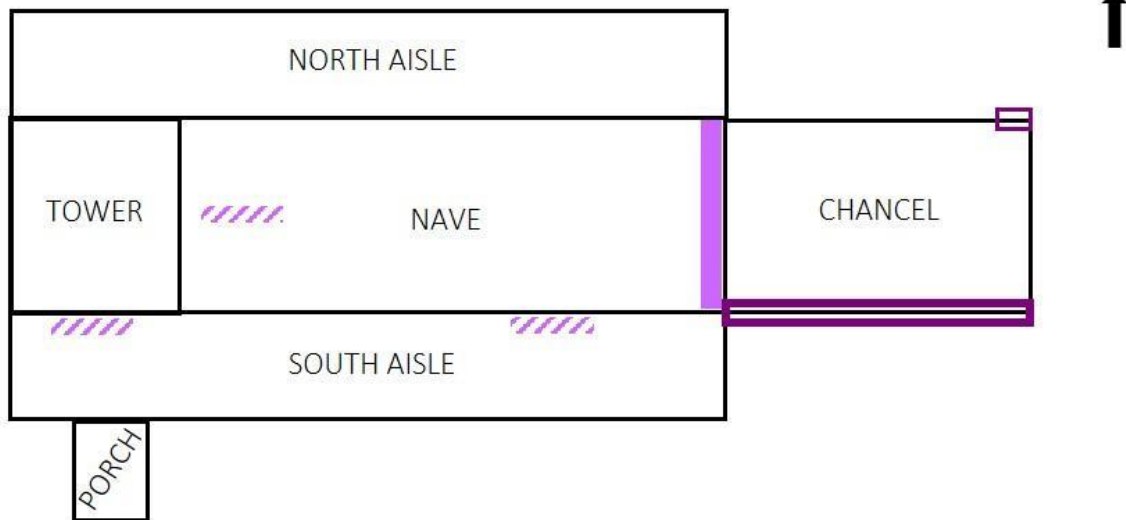 NORTH AISLE
TOWER
NAVE
CHANCEL
SOUTH AISLE
PORCH